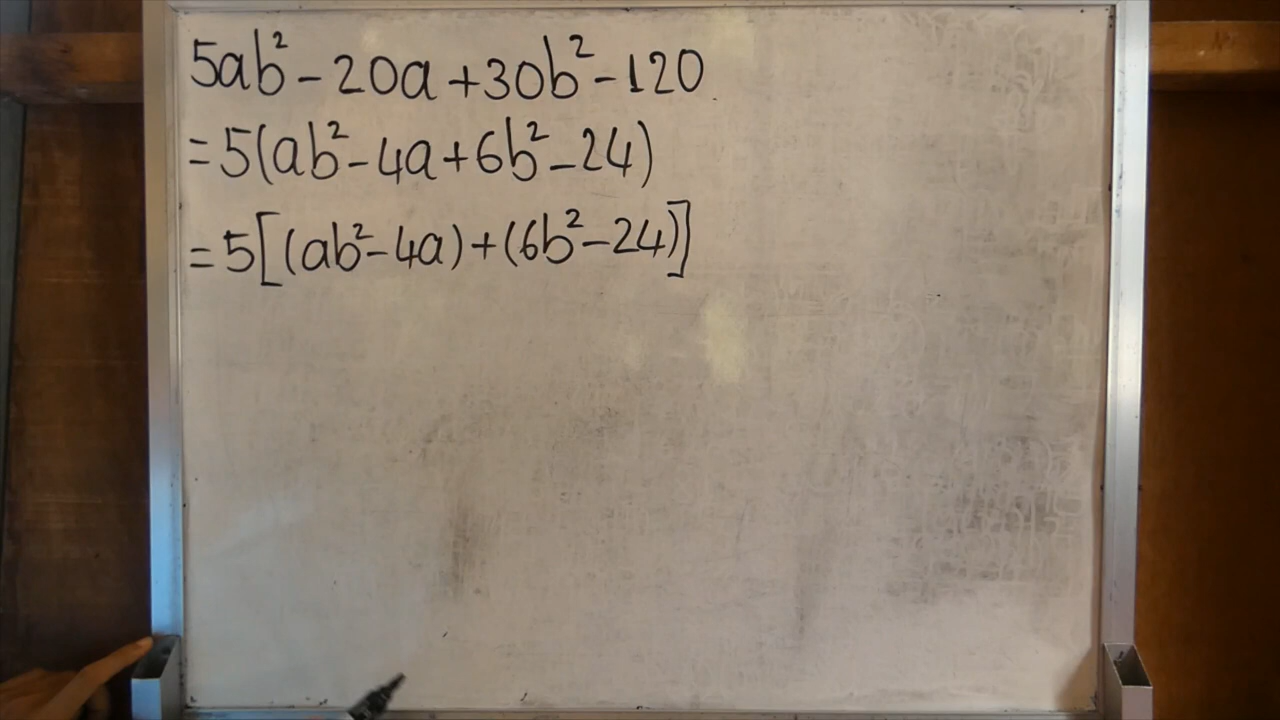 5ab² - 20a + 30b² - 120
= 5(ab² - 4a + 6b² - 24)
= 5[(ab² - 4a) + (6b² - 24)]